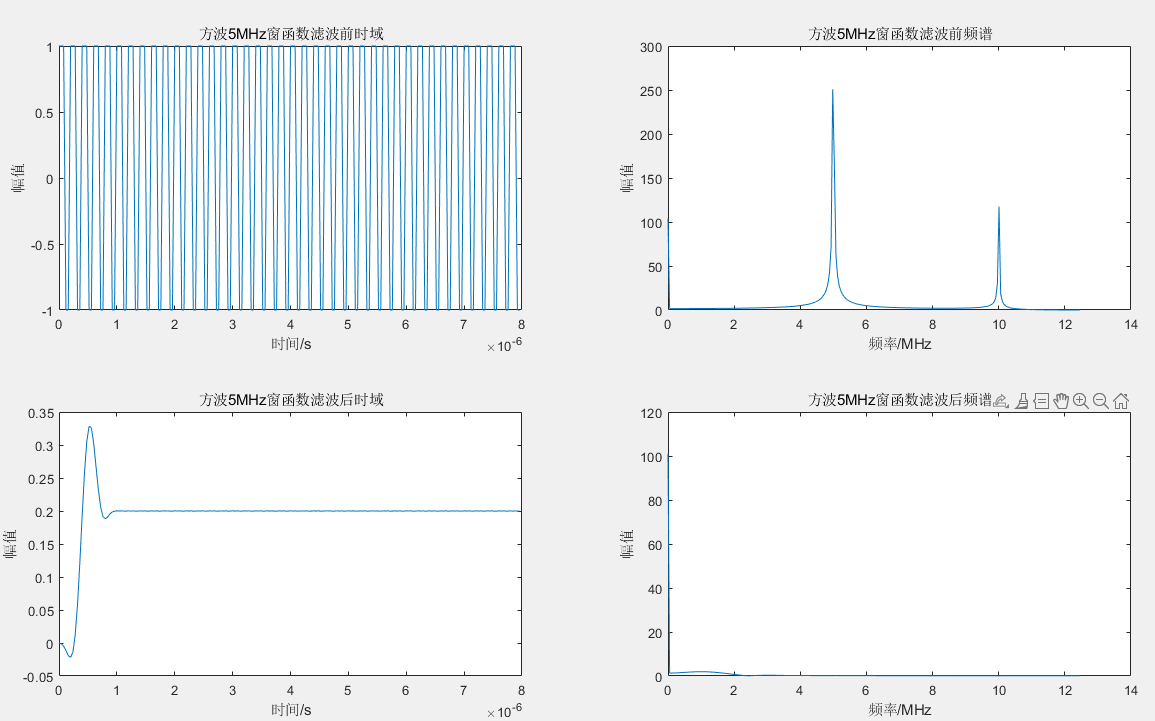 方波5MHz窗函数滤波前时域
1
0.5
0
-0.5
-1
幅值
0 1 2 3 4 5 6 7 8
时间/s
×10-6
方波5MHz窗函数滤波前频谱
300
250
200
150
100
50
0
幅值
0 2 4 6 8 10 12 14
频率/MHz
方波5MHz窗函数滤波后时域
0.35
0.3
0.25
0.2
0.15
0.1
0.05
0
-0.05
幅值
0 1 2 3 4 5 6 7 8
时间/s
×10-6
方波5MHz窗函数滤波后频谱
120
100
80
60
40
20
0
幅值
0 2 4 6 8 10 12 14
频率/MHz